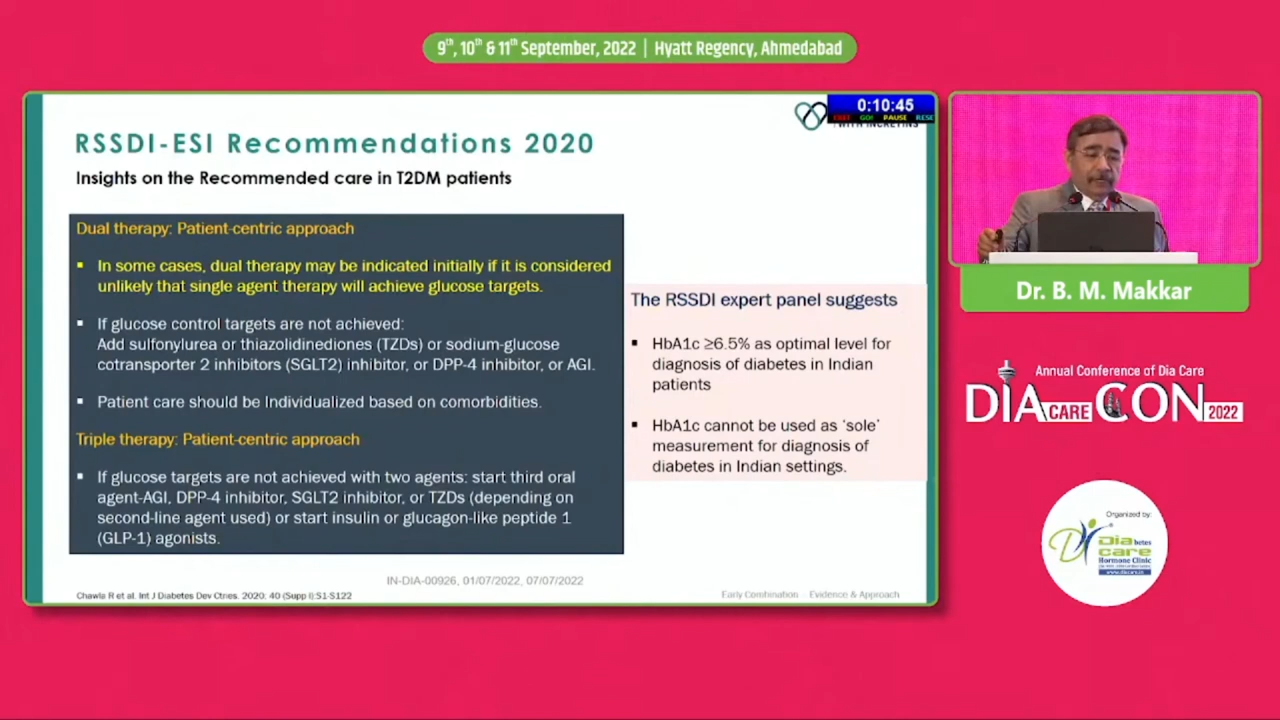 9th, 10th & 11th September, 2022 | Hyatt Regency, Ahmedabad
0:10:45
PAUSE
WITH INCRETINS
RSSDI-ESI Recommendations 2020
Insights on the Recommended care in T2DM patients
Dual therapy: Patient-centric approach
▪ In some cases, dual therapy may be indicated initially if it is considered
unlikely that single agent therapy will achieve glucose targets.
▪ If glucose control targets are not achieved:
Add sulfonylurea or thiazolidinediones (TZDs) or sodium-glucose
cotransporter 2 inhibitors (SGLT2) inhibitor, or DPP-4 inhibitor, or AGI.
▪ Patient care should be Individualized based on comorbidities.
Triple therapy: Patient-centric approach
▪ If glucose targets are not achieved with two agents: start third oral
agent-AGI, DPP-4 inhibitor, SGLT2 inhibitor, or TZDs (depending on
second-line agent used) or start insulin or glucagon-like peptide 1
(GLP-1) agonists.
The RSSDI expert panel suggests
▪ HbA1c ≥6.5% as optimal level for
diagnosis of diabetes in Indian
patients
▪ HbA1c cannot be used as ‘sole’
measurement for diagnosis of
diabetes in Indian settings.
IN-DIA-00926, 01/07/2022, 07/07/2022
Chawla R et al. Int J Diabetes Dev Ctries. 2020: 40 (Supp I):S1-S122
Early Combination Evidence & Approach
Dr. B. M. Makkar
Annual Conference of Dia Care
DIA CARE CON 2022
Organized by:
Diabetes
care
Hormone Clinic
www.diacare.in